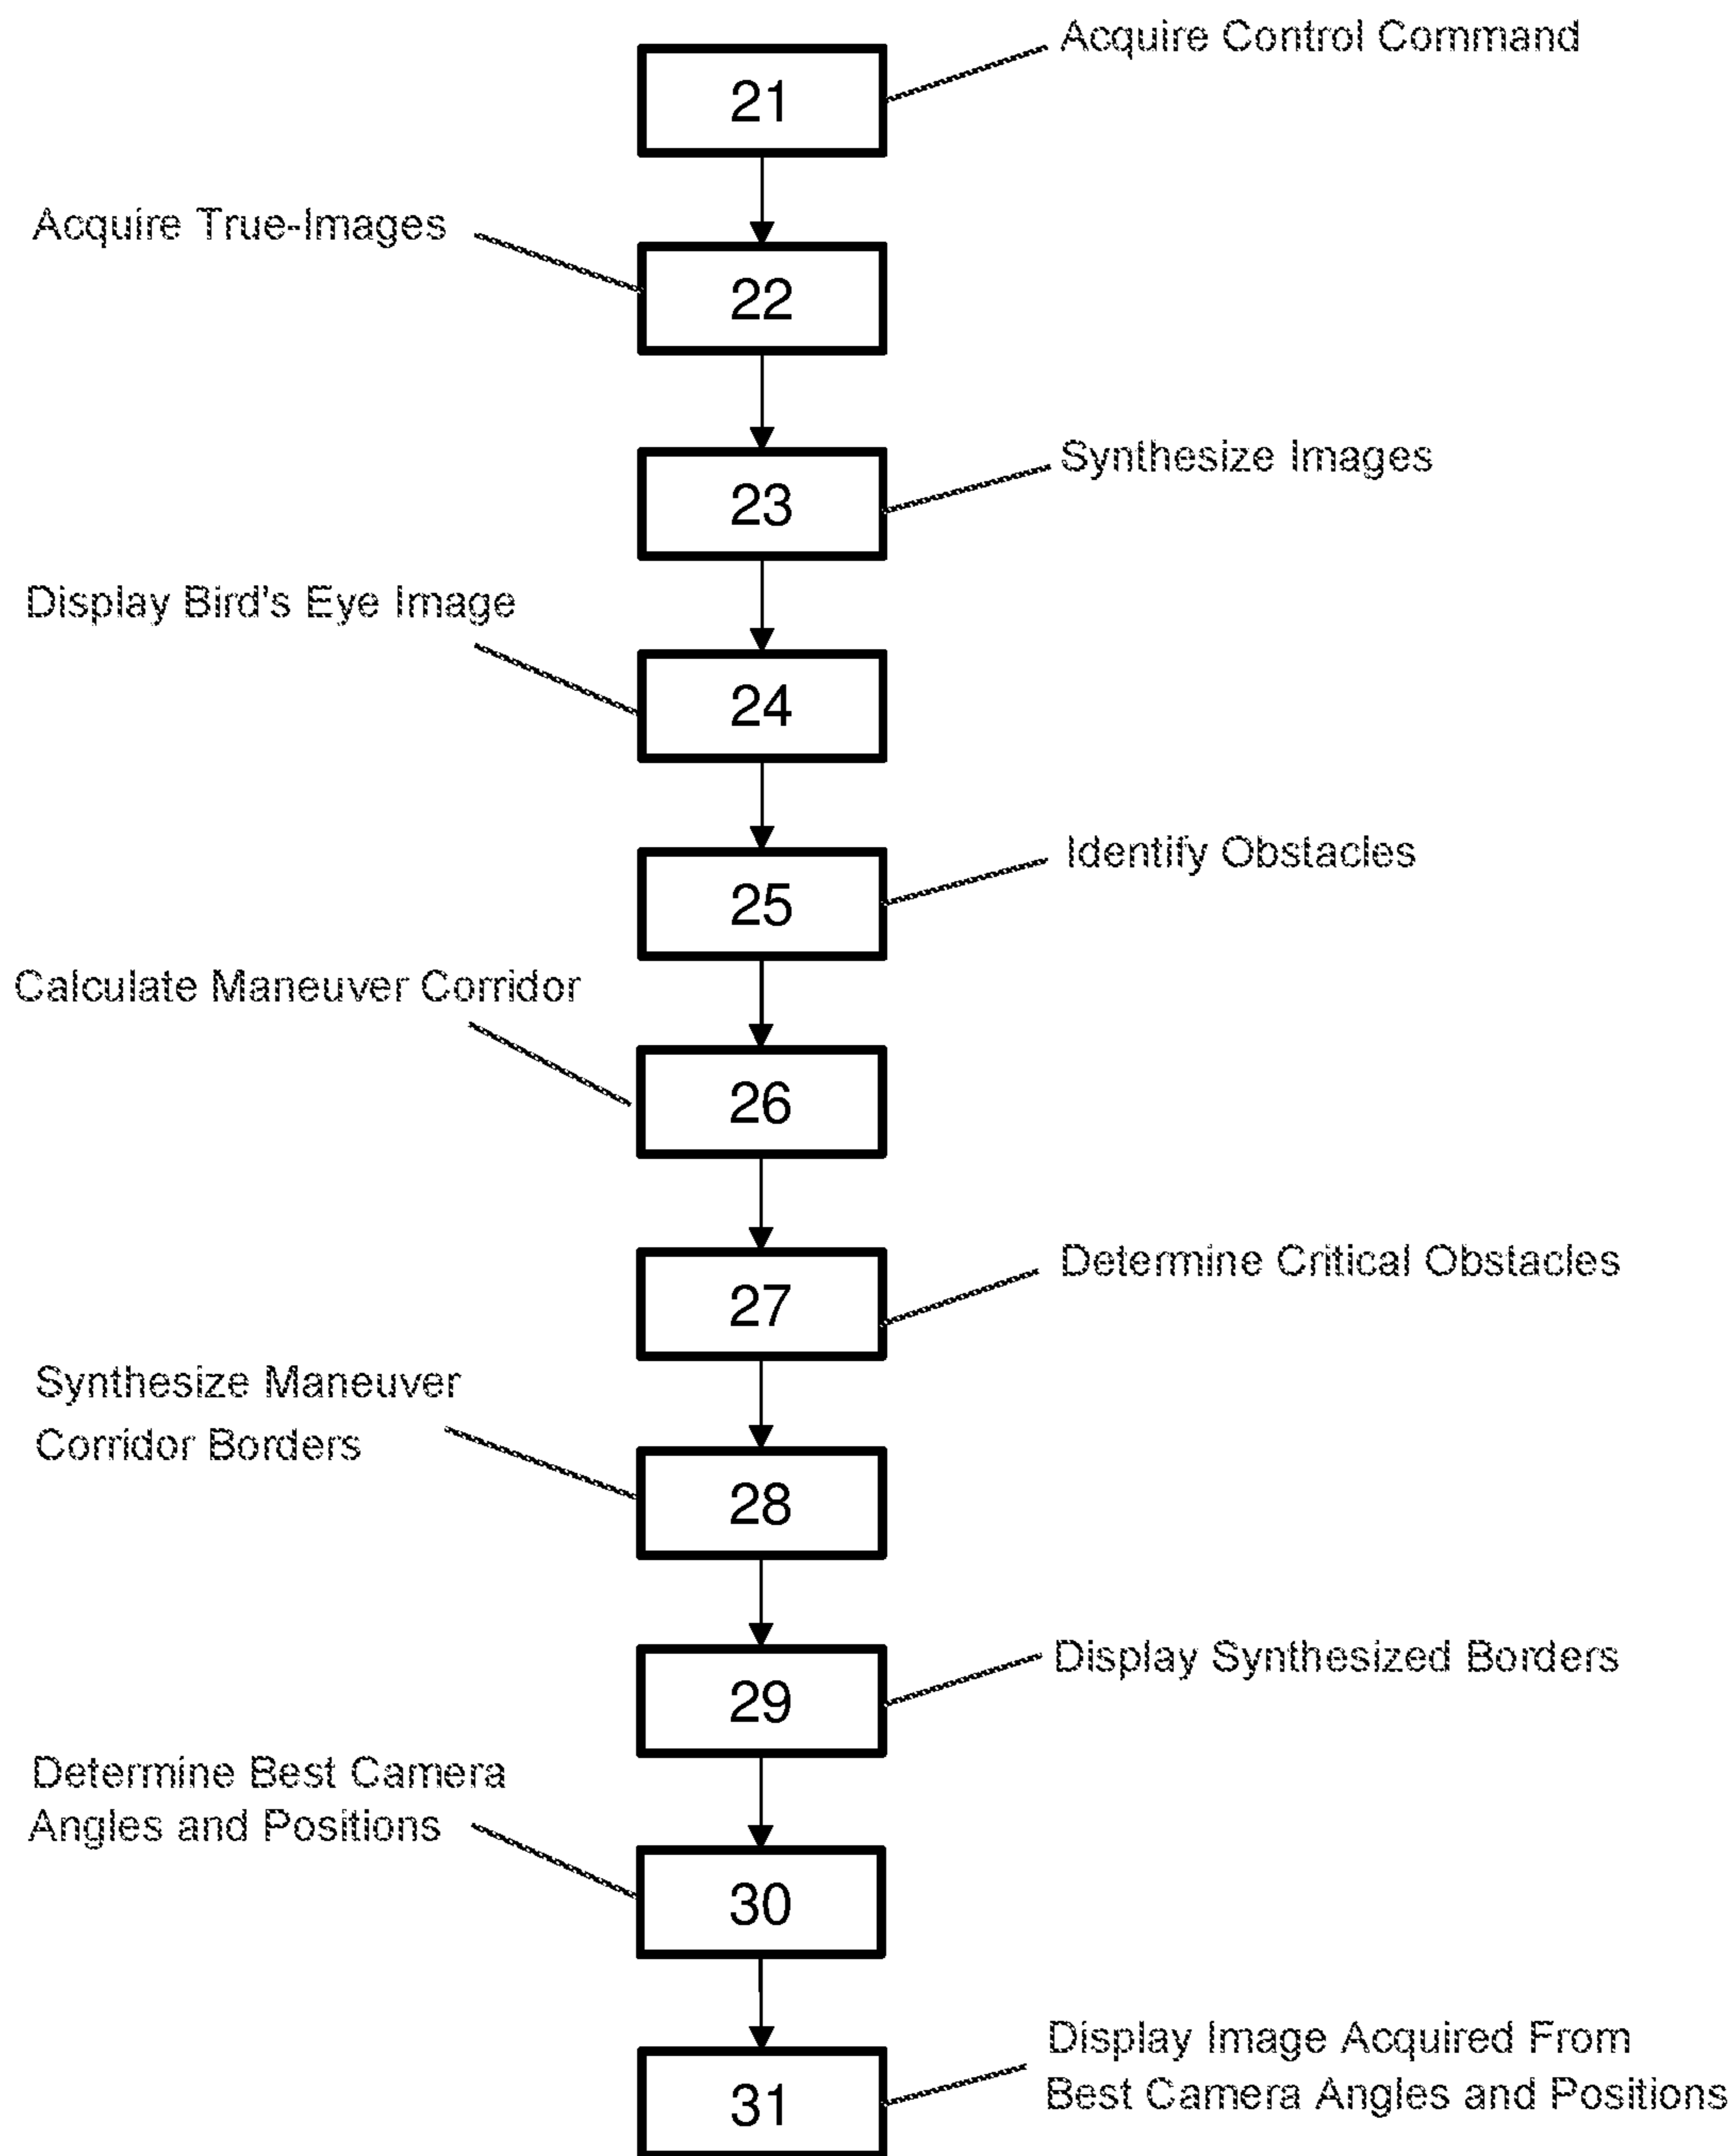 Acquire Control Command
21
Acquire True-Images
22
Synthesize Images
23
Display Bird's Eye Image
24
Identify Obstacles
25
Calculate Maneuver Corridor
26
Determine Critical Obstacles
27
Synthesize Maneuver
Corridor Borders
28
Display Synthesized Borders
29
Determine Best Camera
Angles and Positions
30
Display Image Acquired From
Best Camera Angles and Positions
31